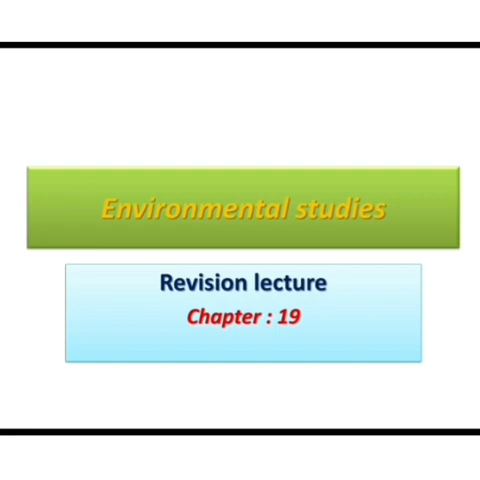 Environmental studies
Revision lecture
Chapter : 19